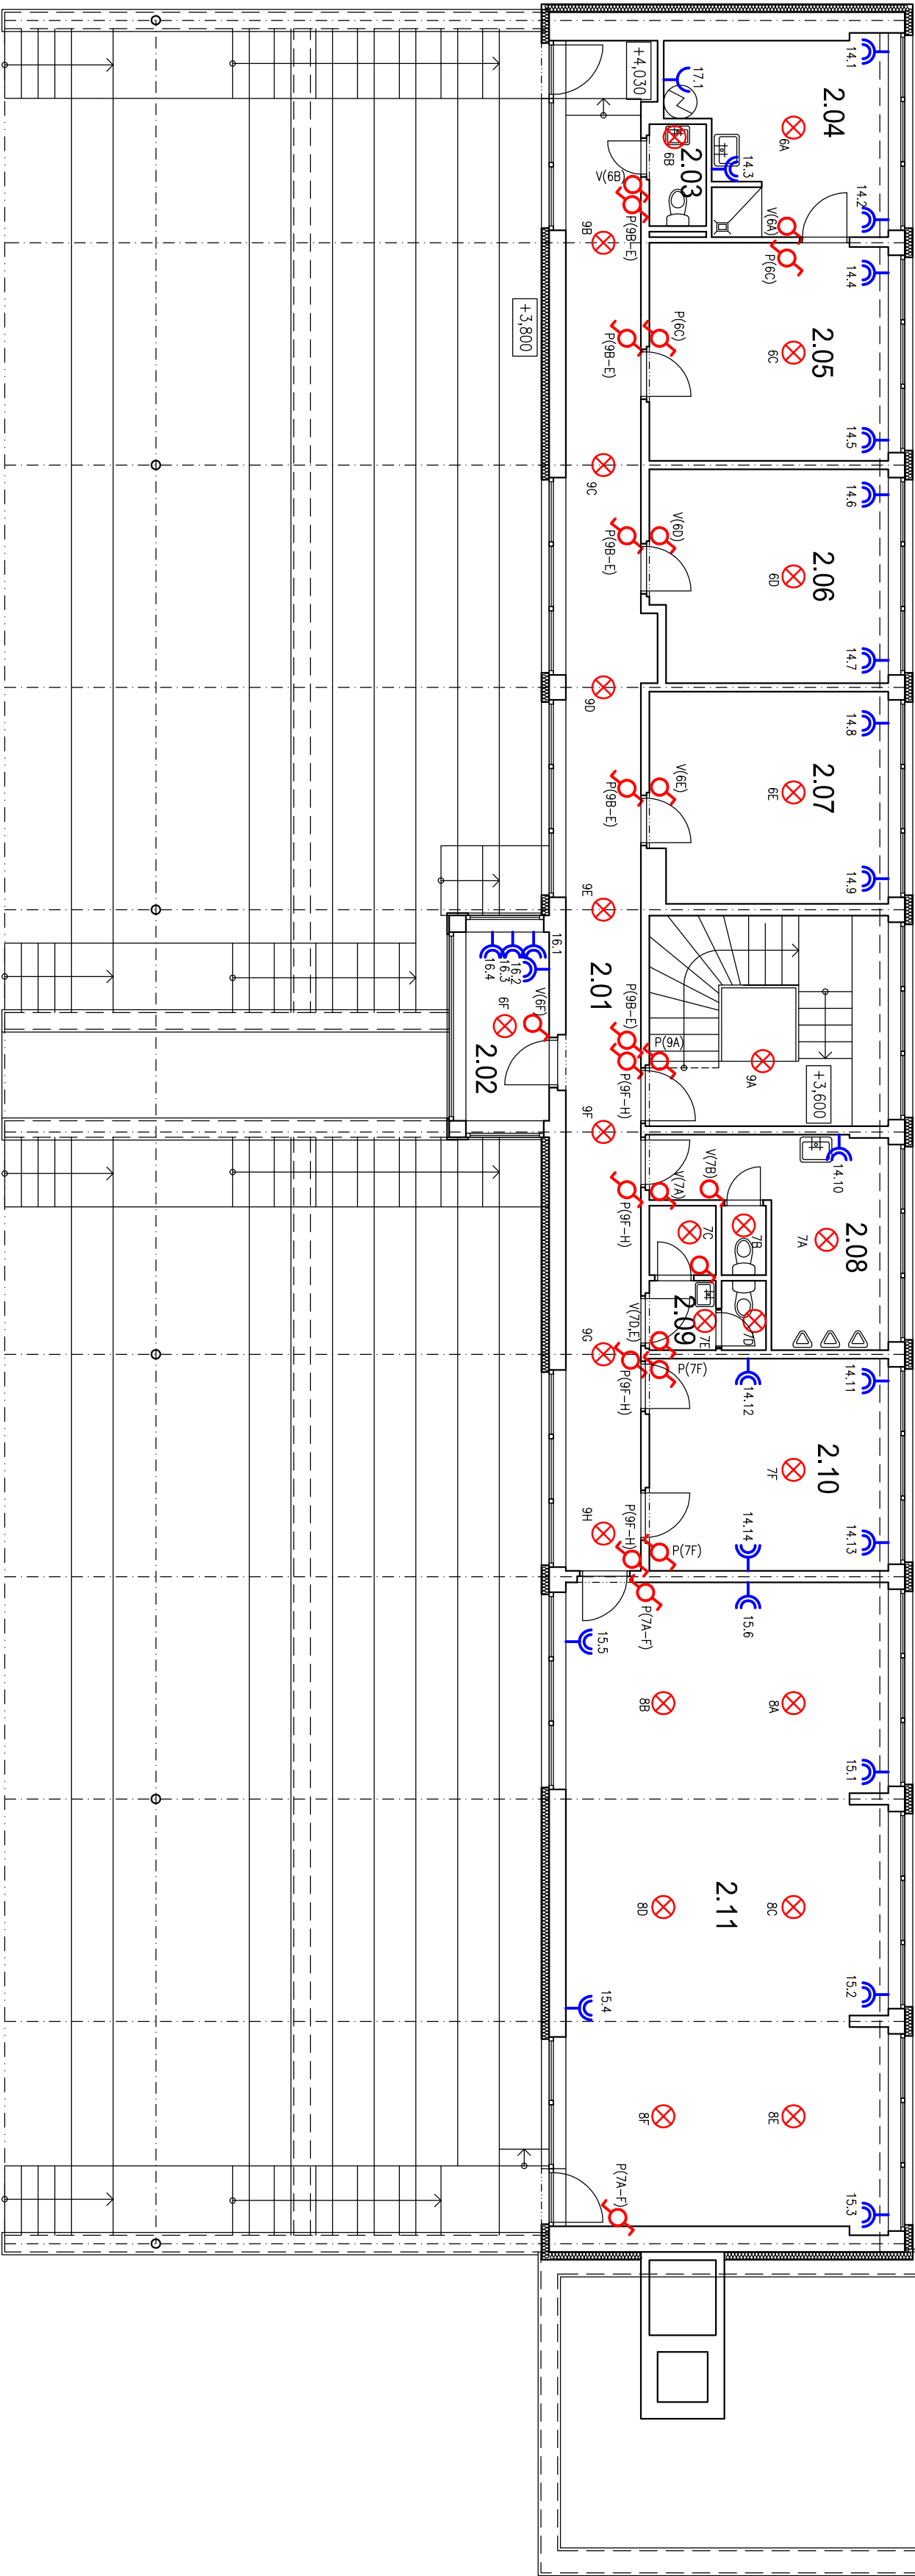 14.1
2.04
6A
17.1
+4,030
14.3
2.03
6B
14.2
V(6A)
V(6B)
P(9B-E)
9B
P(6C)
14.4
+3,800
P(6C)
P(9B-E)
2.05
6C
14.5
9C
14.6
V(6D)
P(9B-E)
2.06
6D
14.7
9D
14.8
V(6E)
P(9B-E)
2.07
6E
14.9
9E
16.1
16.2
16.3
16.4
2.01
P(9B-E)
V(6F)
6F
2.02
P(9A)
9A
+3,600
P(9F-H)
9F
14.10
V(7B)
V(7A)
P(9F-H)
7C
7B
7A
2.08
V(7D,E)
2.09
7E
7D
9G
P(9F-H)
P(7F)
14.12
14.11
2.10
7F
9H
P(9F-H)
P(7F)
14.14
14.13
P(7A-F)
15.5
15.6
8B
8A
15.1
2.11
8D
8C
15.4
15.2
8F
8E
P(7A-F)
15.3